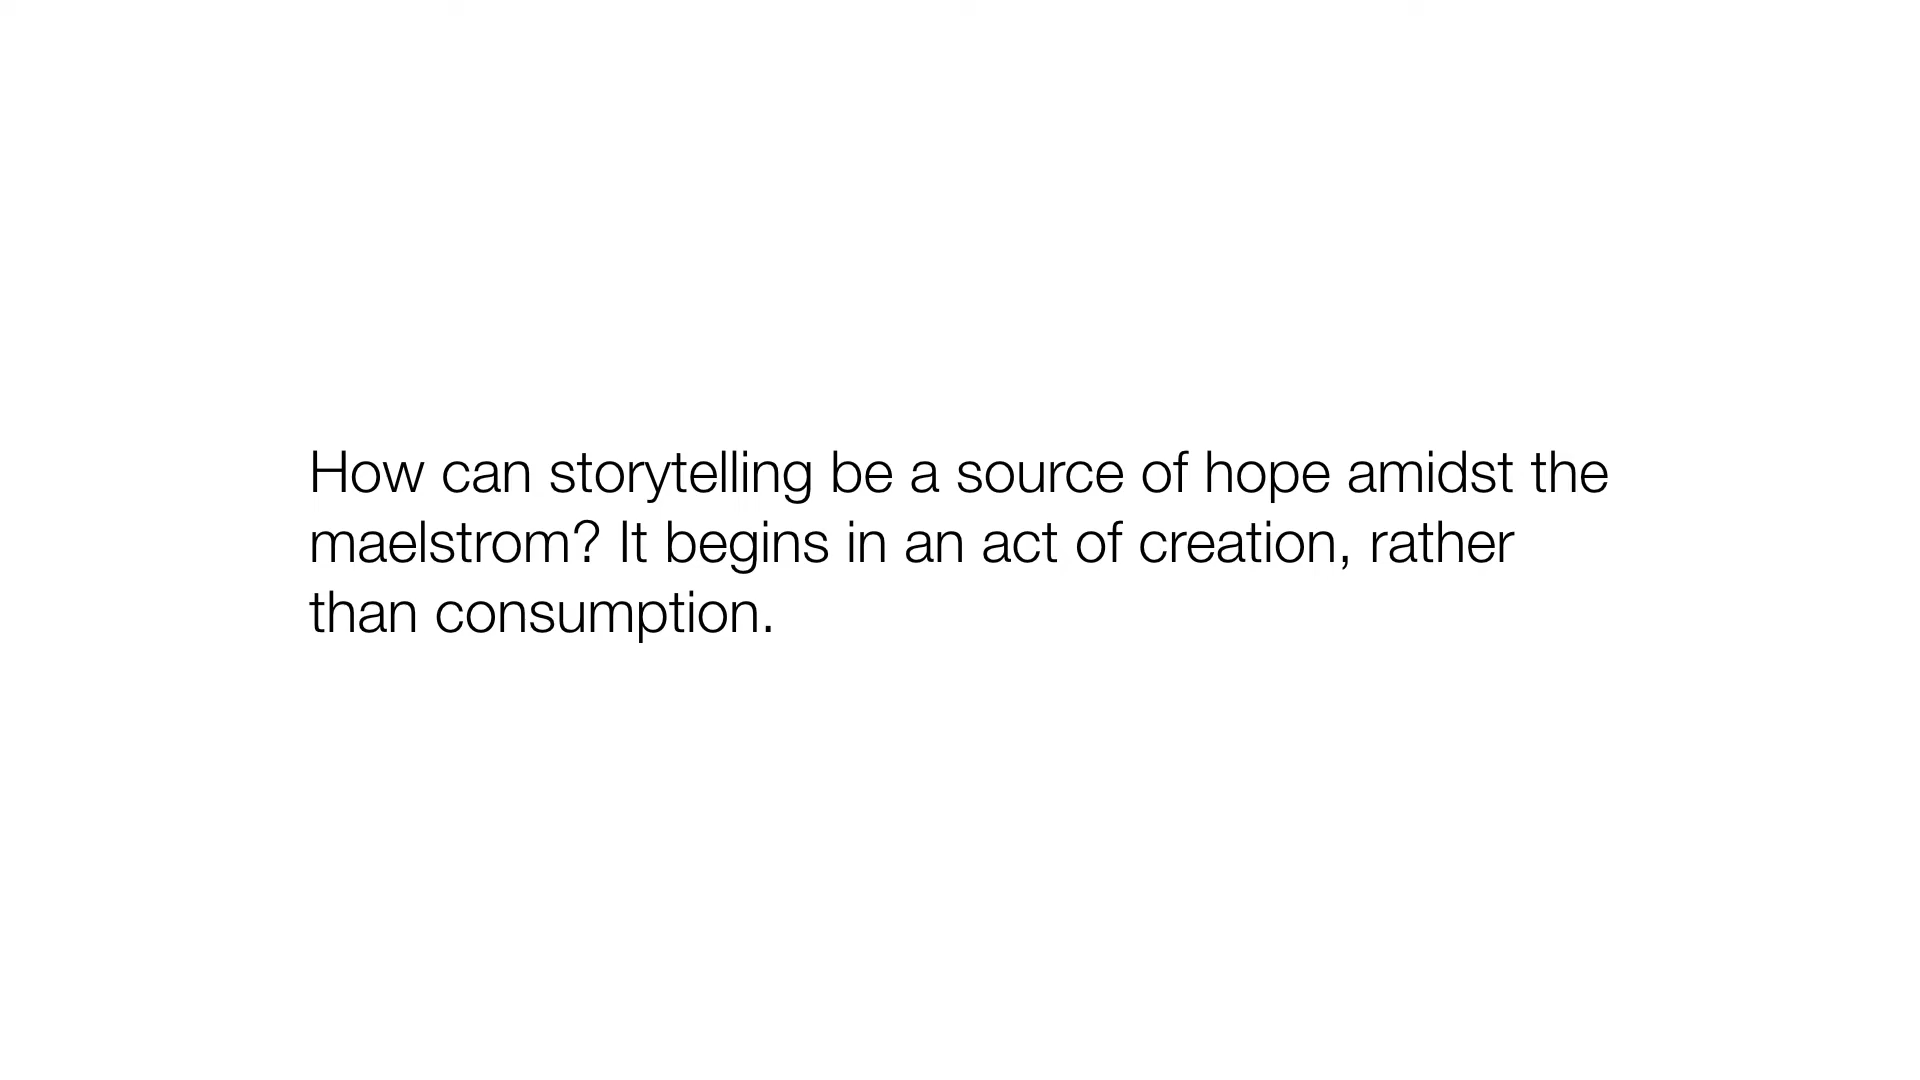 How can storytelling be a source of hope amidst the
maelstrom? It begins in an act of creation, rather
than consumption.